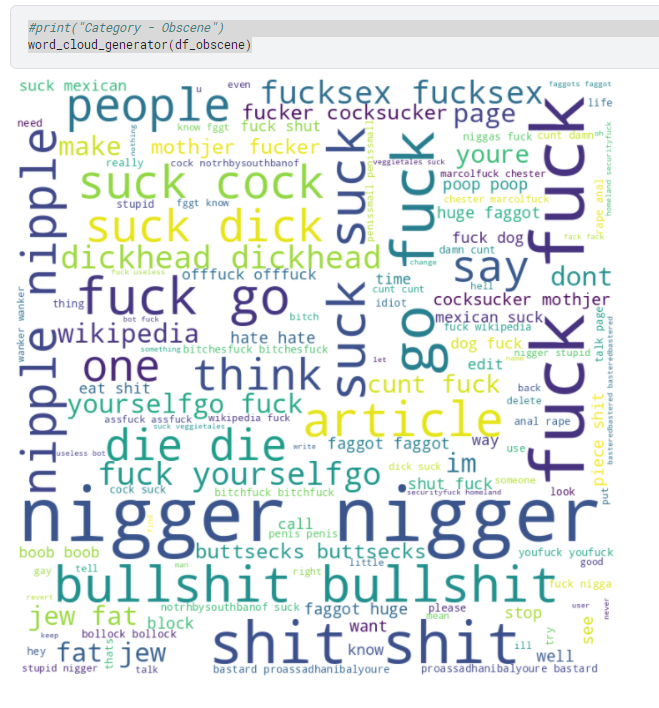 #print("Category - Obscene")
word_cloud_generator(df_obscene)
suck mexican
u
even
fucksex fucksex
faggots faggot
people
fucker cocksucker
page
life
need
nothing
know fggt
fuck shut
niggas fuck
cunt damn
oh
make
mothjer fucker
suck
fuck
youre
fuck
really
cock notrhbysouthbanof
veggietales suck
marcolfuck chester
suck cock
penissmall penissmall
poop poop
rape anal
homeland securityfuck
nipple nipple
stupid
fggt know
chester marcolfuck
huge faggot
suck dick
fuck dog
fack fack
damn cunt
dickhead dickhead
change
say
fuck useless
offfuck offfuck
time
hell
dont
fuck go
cunt cunt
thing
bitch
idiot
cocksucker mothjer
wanker wanker
bot fuck
suck
go
mexican suck
fuck
talk page
wikipedia
hate hate
fuck wikipedia
dog fuck
something
bitchesfuck bitchesfuck
let
nigger stupid
name
basteredbastered basteredbastered
one
think
edit
eat shit
cunt fuck
back
yourselfgo fuck
delete
article
assfuck assfuck
wikipedia fuck
anal rape
suck veggietales
write
piece shit
die die
faggot faggot
way
useless bot
use
fuck yourselfgo
dick suck
im
someone
shut fuck
cock suck
bitchfuck bitchfuck
securityfuck homeland
look
put
nigger nigger
call
penis penis
boob boob
buttsecks buttsecks
youfuck youfuck
little
good
gay
tell
man
right
bullshit bullshit
fuck nigga
revert
notrhbysouthbanof suck
faggot huge
please
user
never
jew fat
block
mean
stop
see
keep
bollock bollock
shit shit
want
try
hey
fat jew
thats
know
ill
well
stupid nigger
talk
bastard proassadhanibalyoure
proassadhanibalyoure bastard